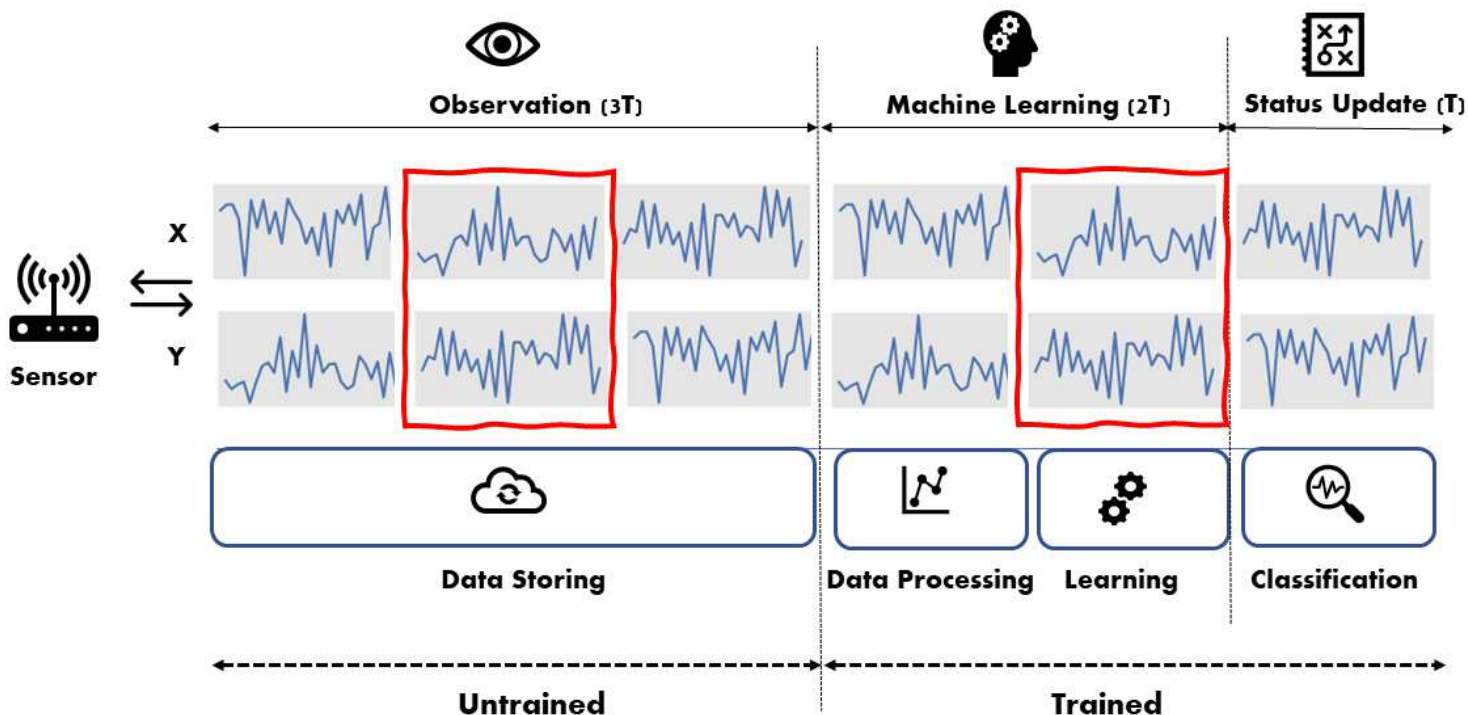 Observation (3T)
Machine Learning (2T)
Status Update (T)
X
Y
Sensor
Data Storing
Data Processing
Learning
Classification
Untrained
Trained